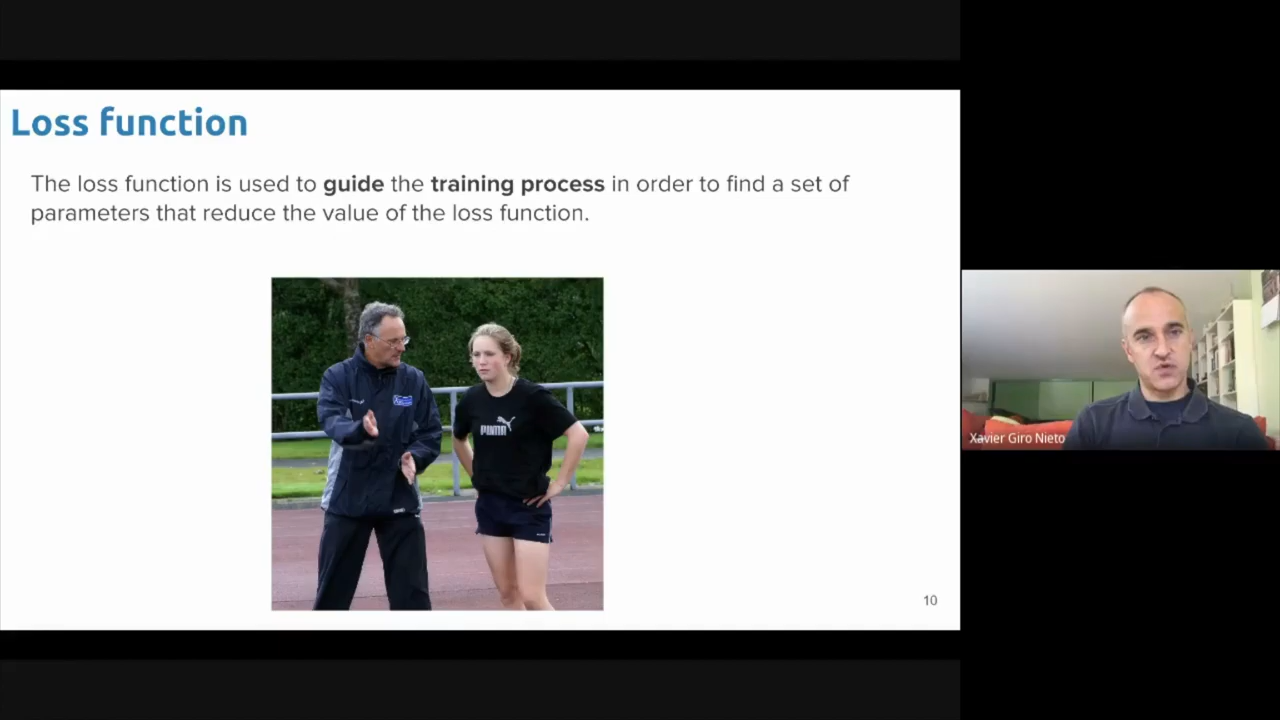 Loss function
The loss function is used to guide the training process in order to find a set of
parameters that reduce the value of the loss function.
PUMA
10
Xavier Giro Nieto